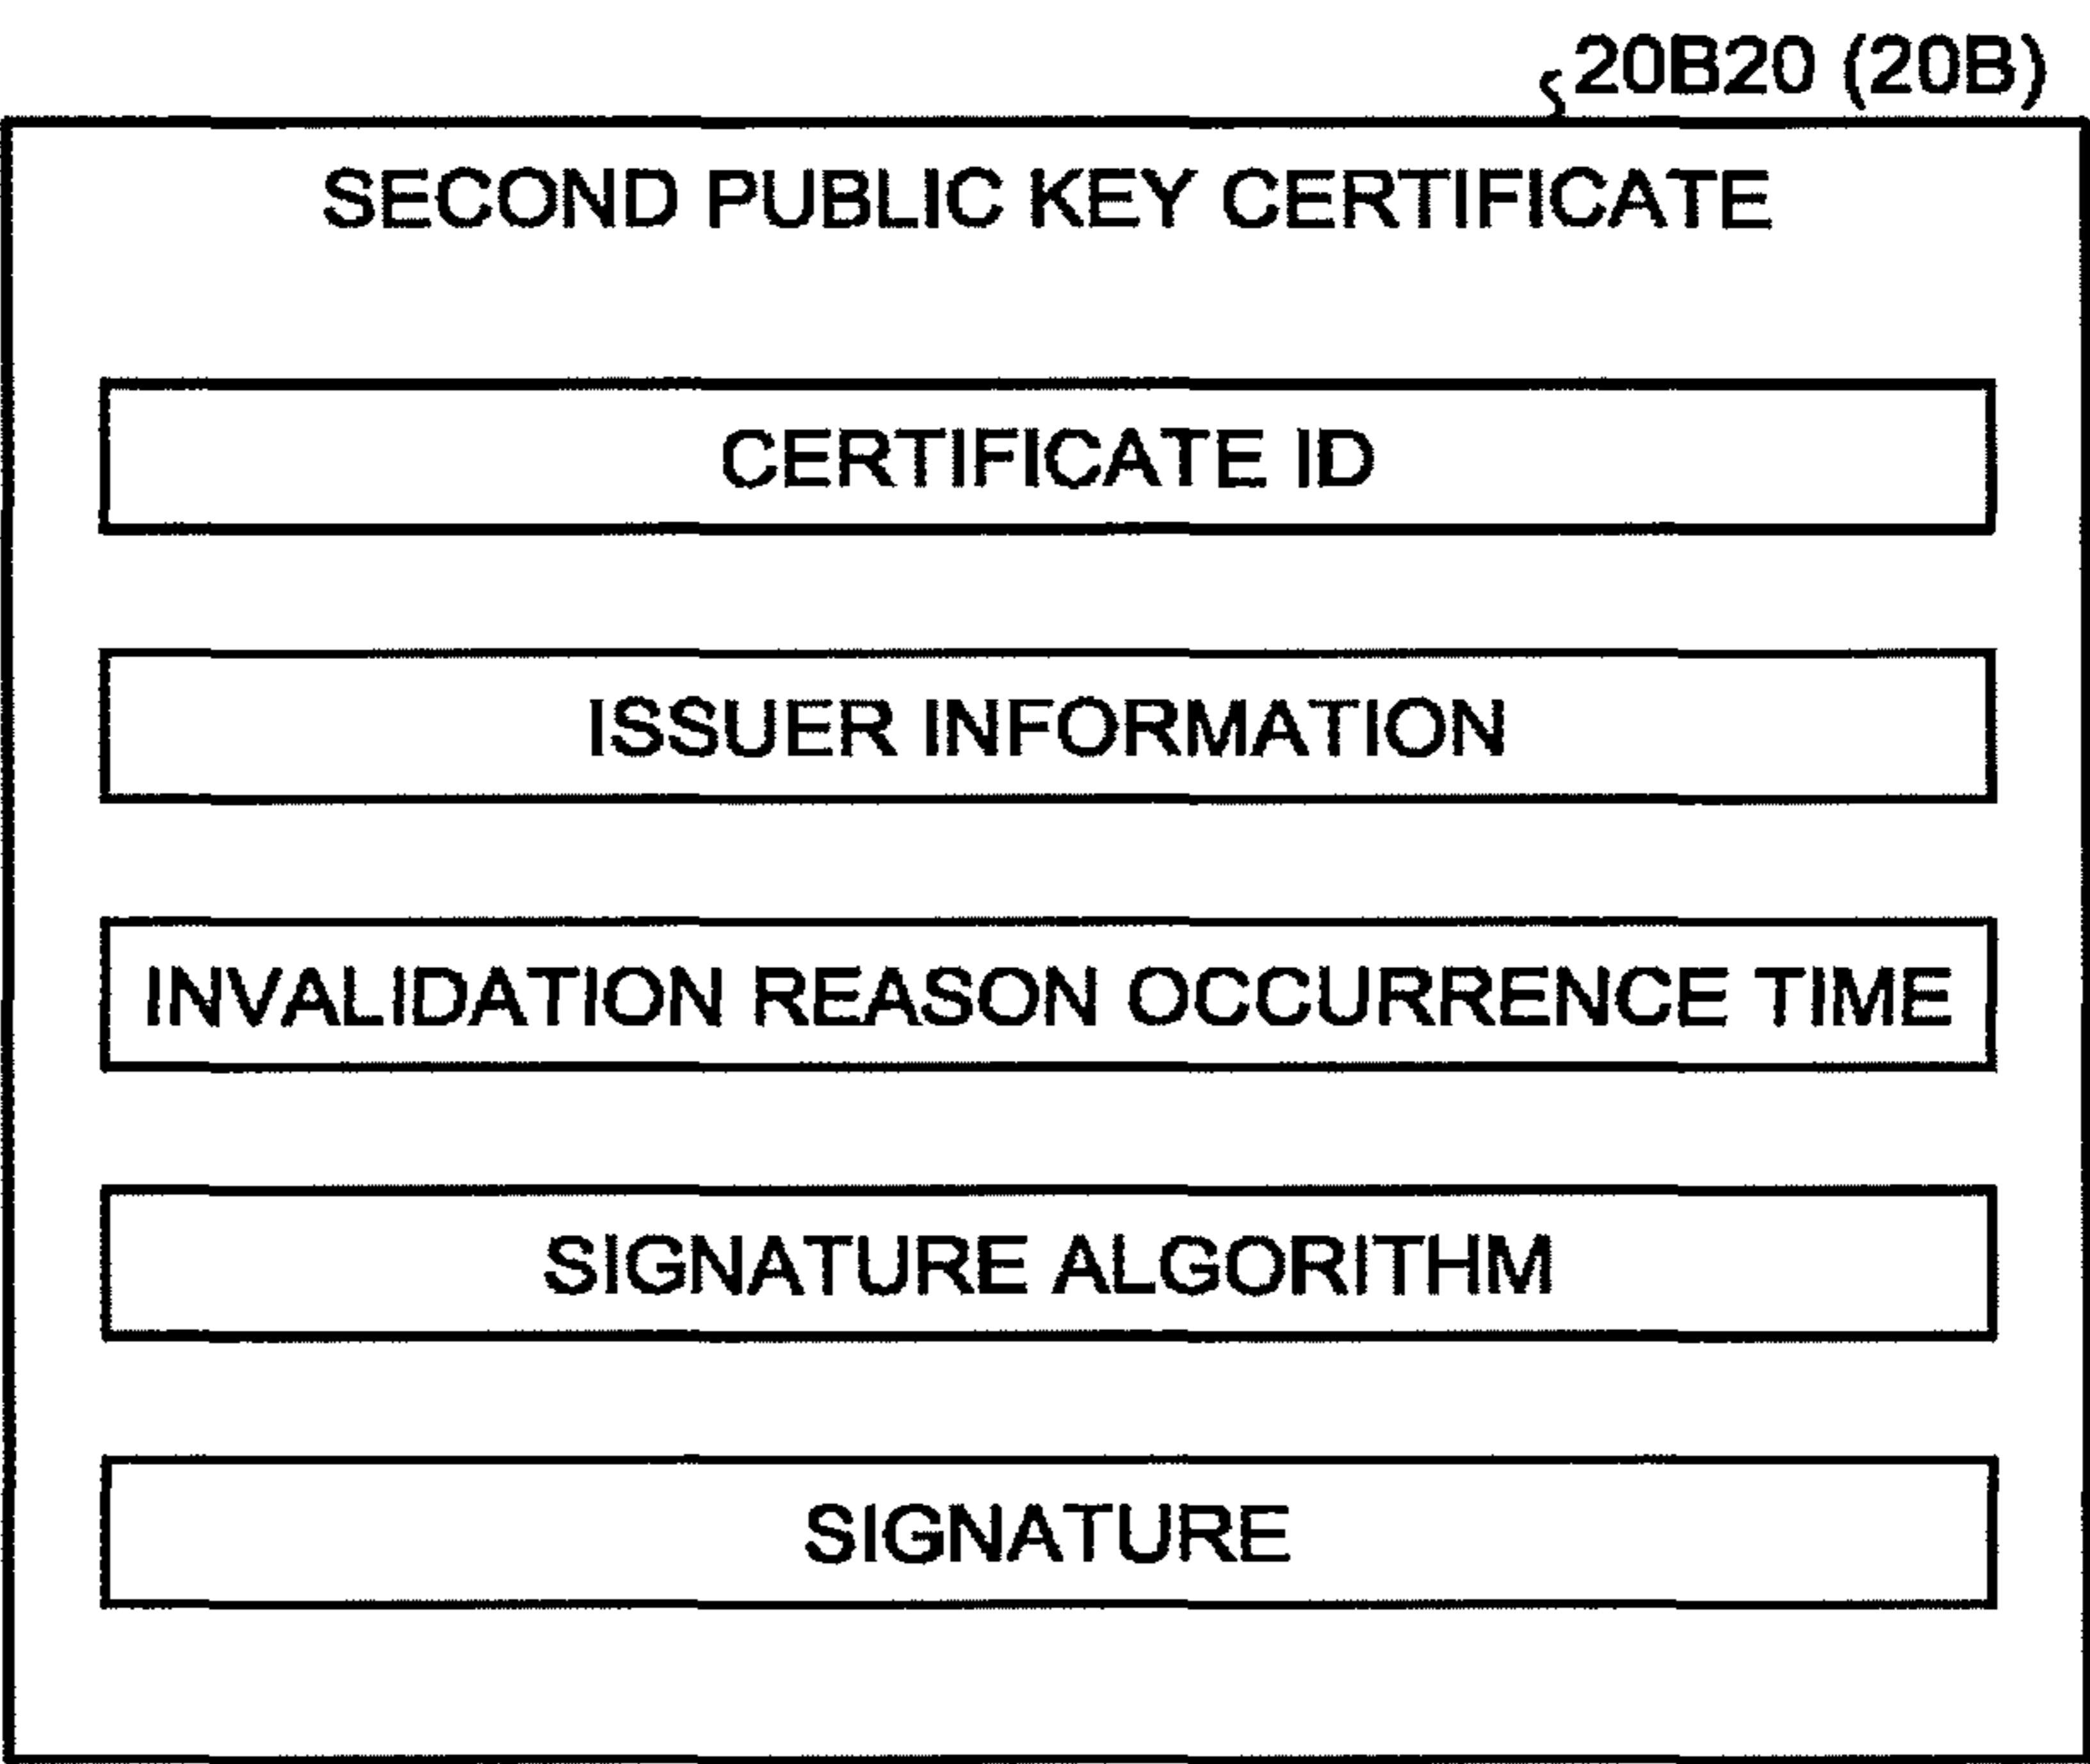 20B20 (20B)
SECOND PUBLIC KEY CERTIFICATE
CERTIFICATE ID
ISSUER INFORMATION
INVALIDATION REASON OCCURRENCE TIME
SIGNATURE ALGORITHM
SIGNATURE